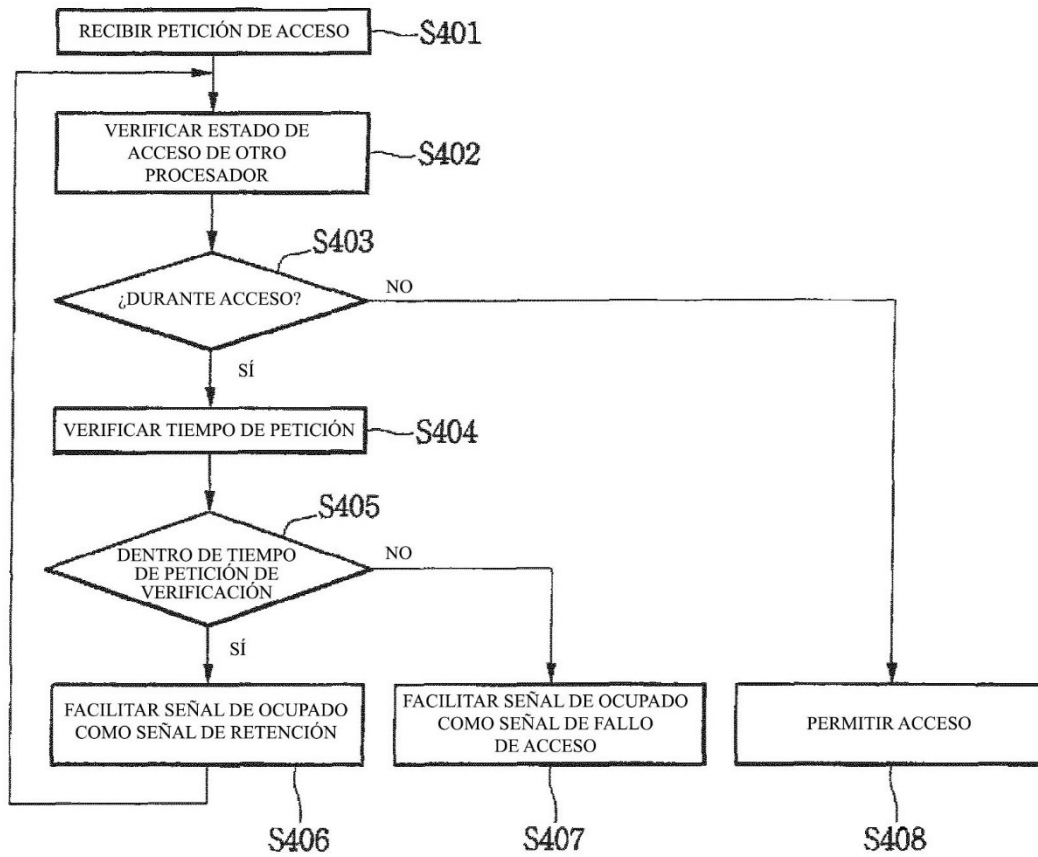 RECIBIR PETICIÓN DE ACCESO
S401
VERIFICAR ESTADO DE
ACCESO DE OTRO
PROCESADOR
S402
S403
¿DURANTE ACCESO?
NO
SÍ
VERIFICAR TIEMPO DE PETICIÓN
S404
S405
DENTRO DE TIEMPO
DE PETICIÓN DE
VERIFICACIÓN
NO
SÍ
FACILITAR SEÑAL DE OCUPADO
COMO SEÑAL DE RETENCIÓN
FACILITAR SEÑAL DE OCUPADO
COMO SEÑAL DE FALLO
DE ACCESO
PERMITIR ACCESO
S406
S407
S408